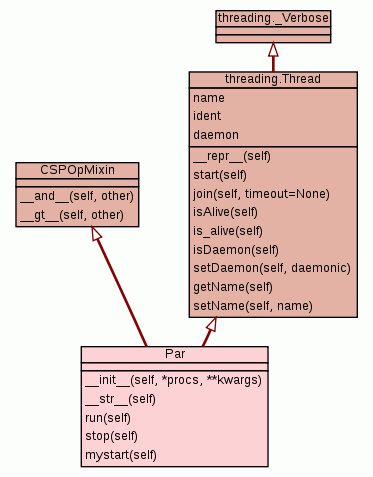 threading._Verbose
threading.Thread
name
ident
daemon
__repr__(self)
start(self)
join(self, timeout=None)
isAlive(self)
is_alive(self)
isDaemon(self)
setDaemon(self, daemonic)
getName(self)
setName(self, name)
CSPOpMixin
__and__(self, other)
__gt__(self, other)
Par
__init__(self, *procs, **kwargs)
__str__(self)
run(self)
stop(self)
mystart(self)